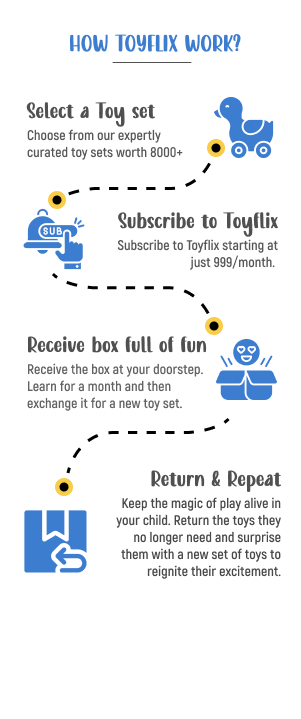 HOW TOYFLIX WORK?
Select a Toy set
Choose from our expertly
curated toy sets worth 8000+
SUB
Subscribe to Toyflix
Subscribe to Toyflix starting at
just 999/month.
Receive box full of fun
Receive the box at your doorstep.
Learn for a month and then
exchange it for a new toy set.
Return & Repeat
Keep the magic of play alive in
your child. Return the toys they
no longer need and surprise
them with a new set of toys to
reignite their excitement.